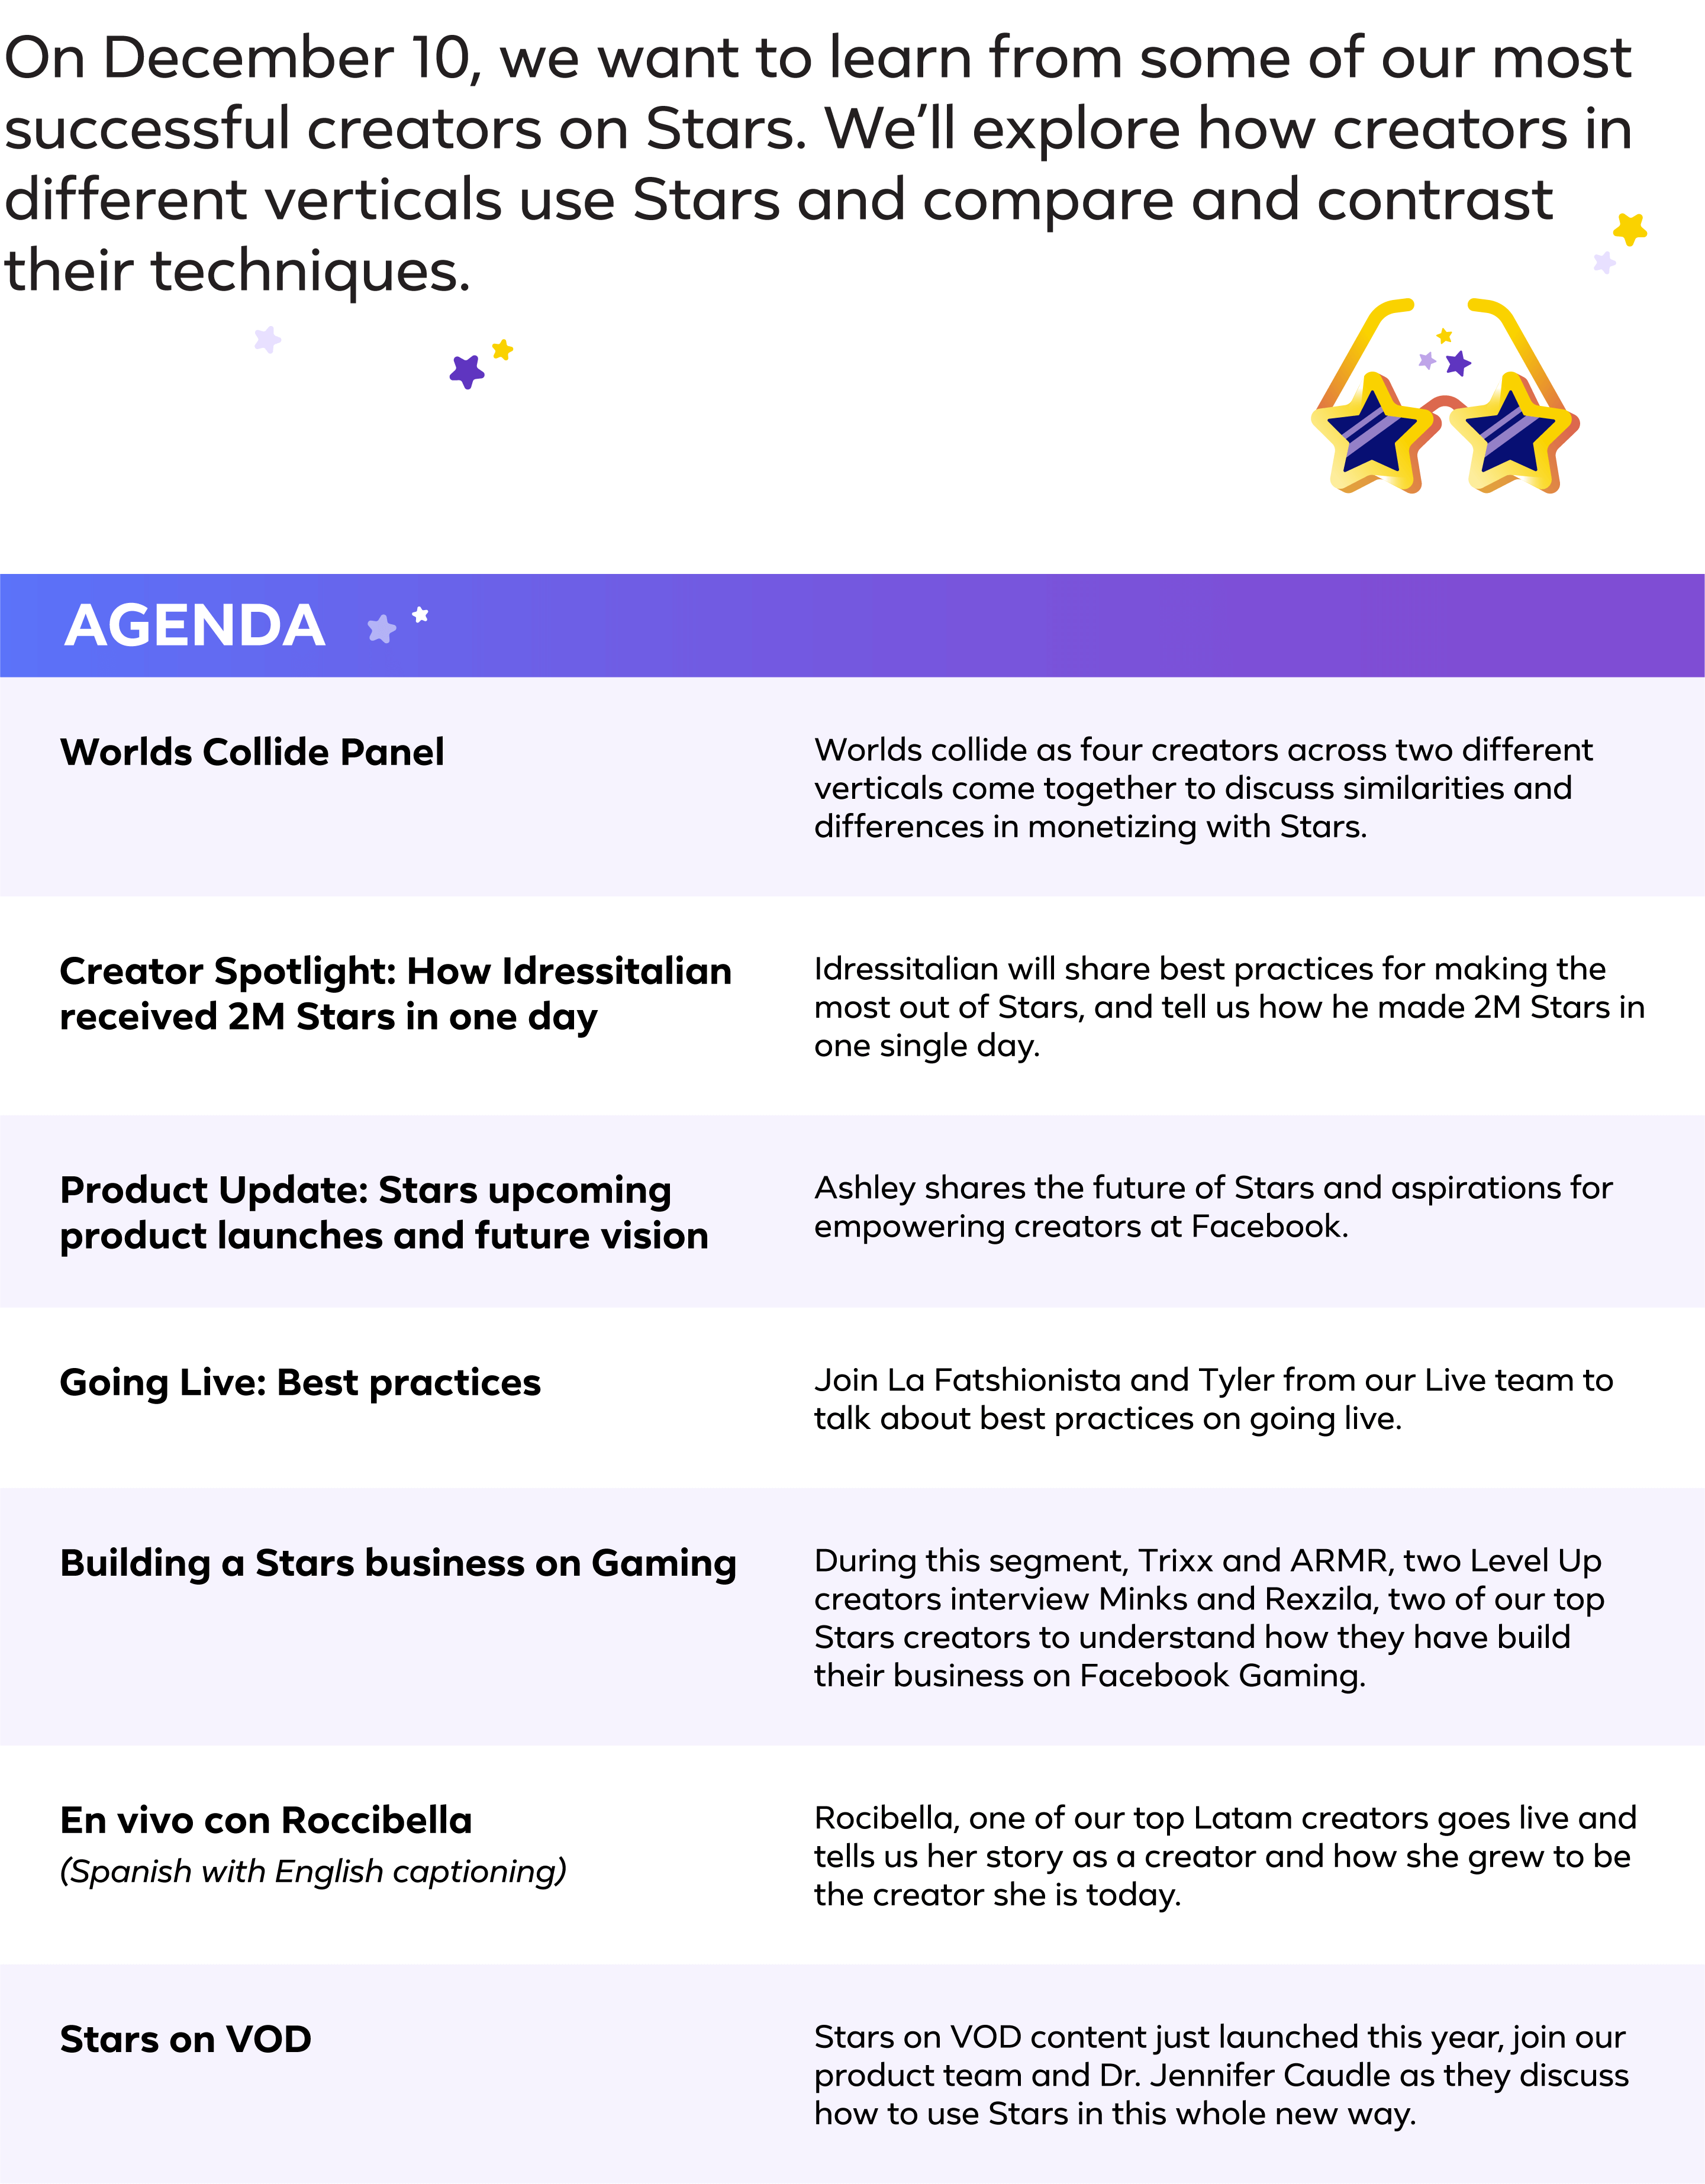 On December 10, we want to learn from some of our most
successful creators on Stars. We’ll explore how creators in
different verticals use Stars and compare and contrast
their techniques.
AGENDA
Worlds Collide Panel
Worlds collide as four creators across two different
verticals come together to discuss similarities and
differences in monetizing with Stars.
Creator Spotlight: How Idressitalian
received 2M Stars in one day
Idressitalian will share best practices for making the
most out of Stars, and tell us how he made 2M Stars in
one single day.
Product Update: Stars upcoming
product launches and future vision
Ashley shares the future of Stars and aspirations for
empowering creators at Facebook.
Going Live: Best practices
Join La Fatshionista and Tyler from our Live team to
talk about best practices on going live.
Building a Stars business on Gaming
During this segment, Trixx and ARMR, two Level Up
creators interview Minks and Rexzila, two of our top
Stars creators to understand how they have build
their business on Facebook Gaming.
En vivo con Roccibella
(Spanish with English captioning)
Rocibella, one of our top Latam creators goes live and
tells us her story as a creator and how she grew to be
the creator she is today.
Stars on VOD
Stars on VOD content just launched this year, join our
product team and Dr. Jennifer Caudle as they discuss
how to use Stars in this whole new way.